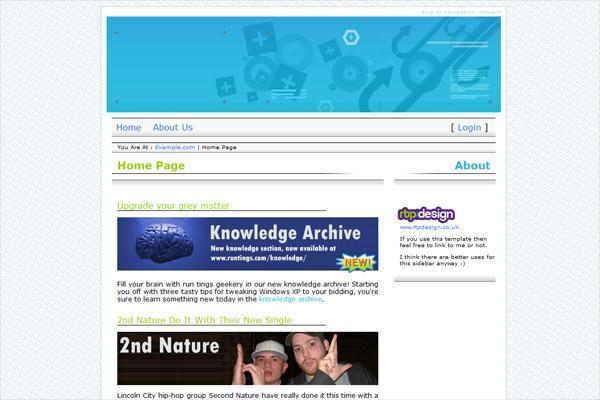 skip to navigation, content
Home About Us [ Login ]
You Are At : Example.com | Home Page
Home Page
Upgrade your grey matter
Knowledge Archive
New knowledge section, now available at
www.runtings.com/knowledge/
NEW!
Fill your brain with run tings geekery in our new knowledge archive! Starting
you off with three tasty tips for tweaking Windows XP to your bidding, you're
sure to learn something new today in the knowledge archive.
2nd Nature Do It With Their New Single
2nd Nature
Lincoln City hip-hop group Second Nature have really done it this time with a
About
rtp design
www.rtpdesign.co.uk
If you use this template then
feel free to link to me or not.
I think there are better uses for
this sidebar anyway :)